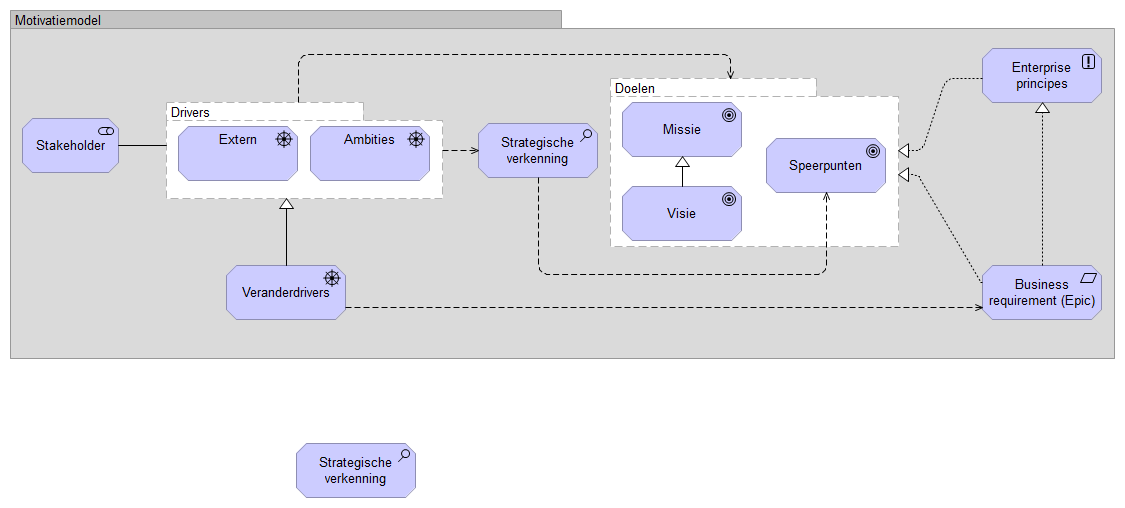 Motivatiemodel
Drivers
Extern
Ambities
Stakeholder
Strategische
verkenning
Doelen
Missie
Visie
Speerpunten
Enterprise
principes
Veranderdrivers
Business
requirement (Epic)
Strategische
verkenning